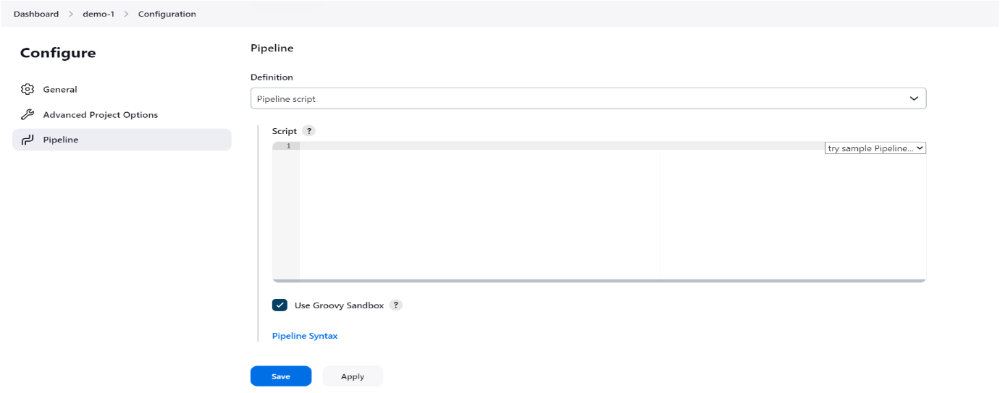 Dashboard > demo-1 > Configuration
Configure
General
Advanced Project Options
Pipeline
Pipeline
Definition
Pipeline script
Script ?
1
try sample Pipeline...
Use Groovy Sandbox ?
Pipeline Syntax
Save Apply